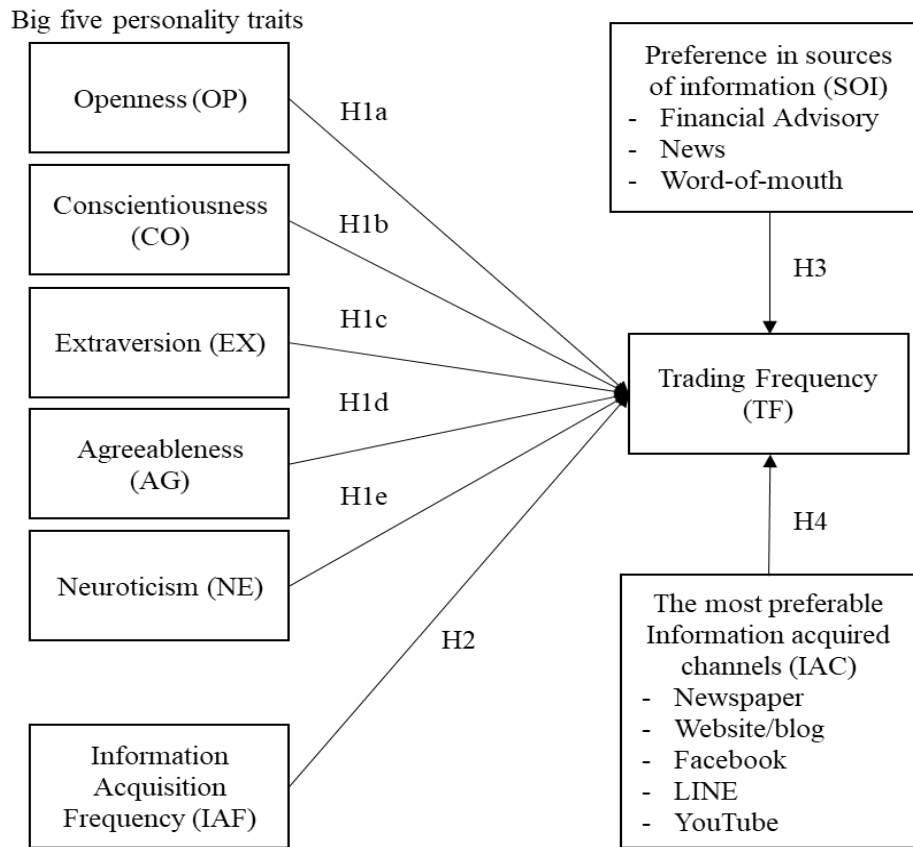 Big five personality traits
Openness (OP)
H1a
Conscientiousness
(CO)
H1b
Extraversion (EX)
H1c
H1d
Agreeableness
(AG)
H1e
Neuroticism (NE)
H2
Information
Acquisition
Frequency (IAF)
Preference in sources
of information (SOI)
- Financial Advisory
- News
- Word-of-mouth
H3
Trading Frequency
(TF)
H4
The most preferable
Information acquired
channels (IAC)
- Newspaper
- Website/blog
- Facebook
- LINE
- YouTube